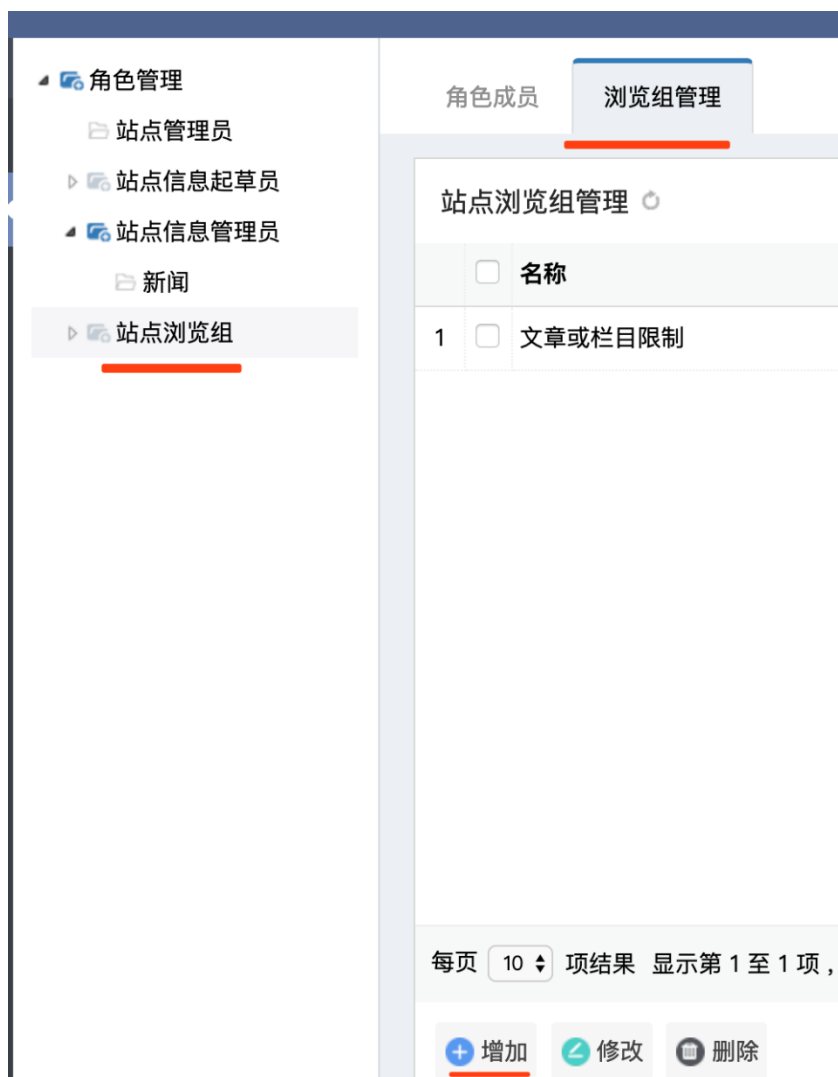 角色管理
站点管理员
站点信息起草员
站点信息管理员
新闻
站点浏览组
角色成员 浏览组管理
站点浏览组管理
名称
1 文章或栏目限制
每页 10 项结果 显示第 1 至 1 项，
增加 修改 删除